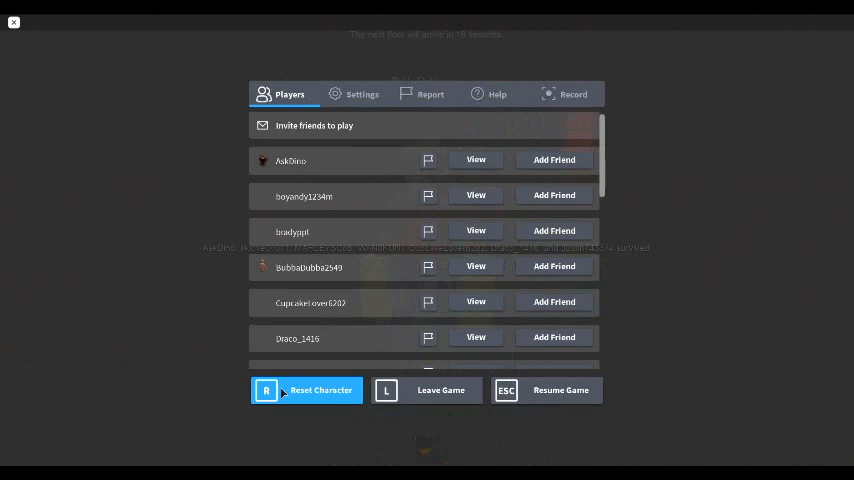 The next floor will arrive in 19 seconds.
Players
Settings
Report
Help
Record
Invite friends to play
AskDino
View
Add Friend
boyandy1234m
View
Add Friend
bradyppt
View
Add Friend
BubbaDubba2549
View
Add Friend
CupcakeLover6202
View
Add Friend
Draco_1416
View
Add Friend
R
Reset Character
L
Leave Game
ESC
Resume Game